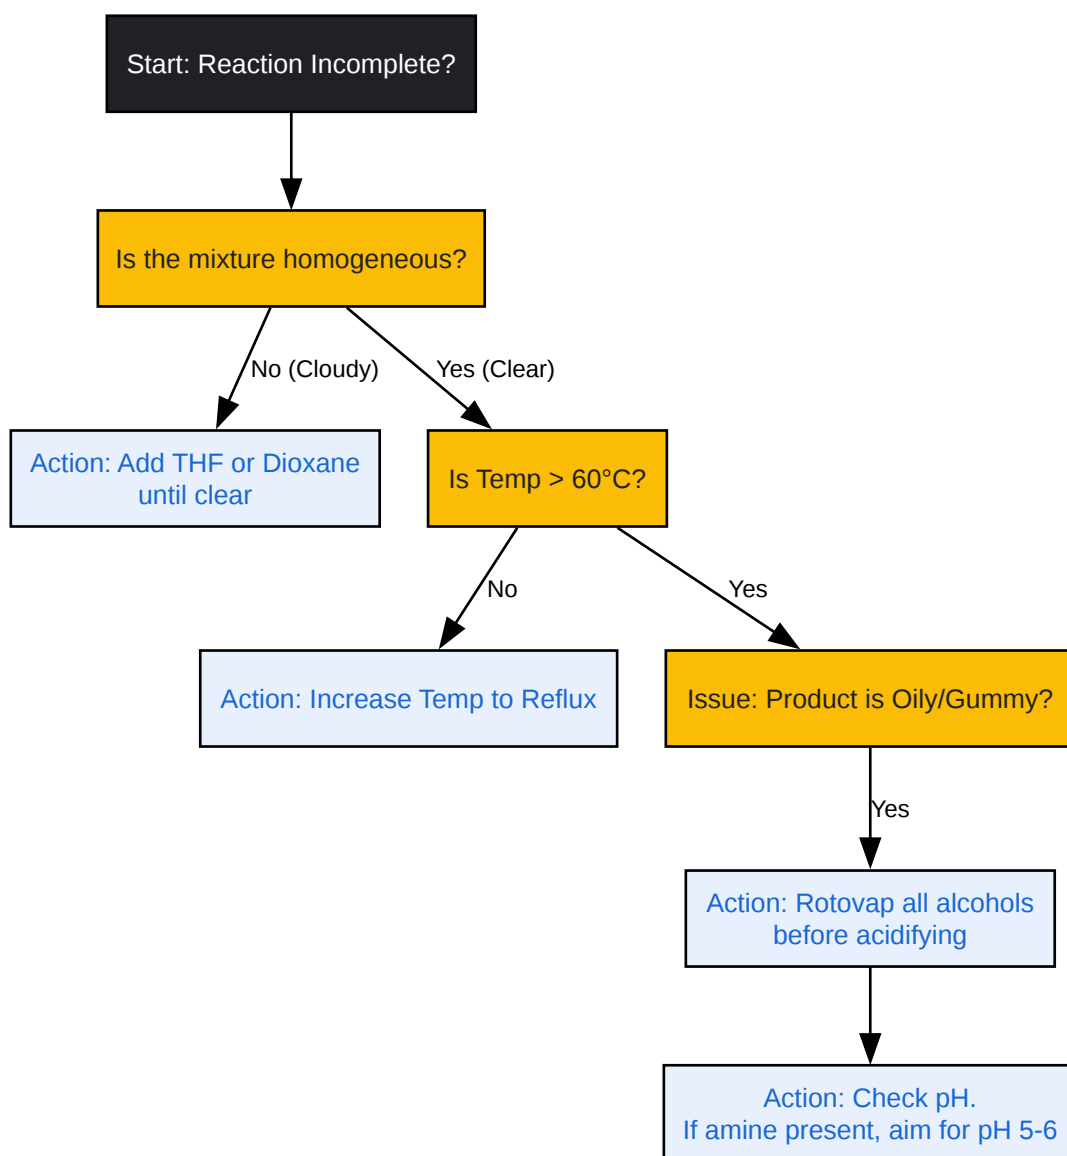 Start: Reaction Incomplete?
Is the mixture homogeneous?
No (Cloudy)
Yes (Clear)
Action: Add THF or Dioxane
until clear
Is Temp > 60°C?
No
Yes
Action: Increase Temp to Reflux
Issue: Product is Oily/Gummy?
Yes
Action: Rotovap all alcohols
before acidifying
Action: Check pH.
If amine present, aim for pH 5-6